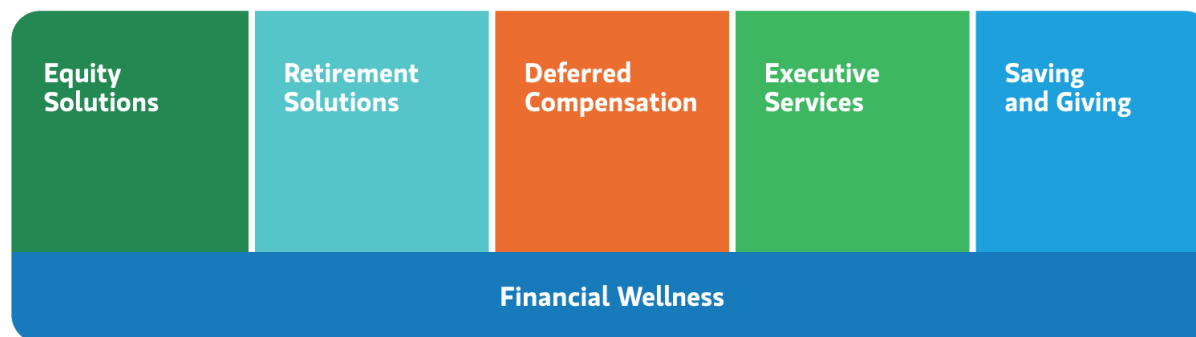 Equity
Solutions
Retirement
Solutions
Deferred
Compensation
Executive
Services
Saving
and Giving
Financial Wellness